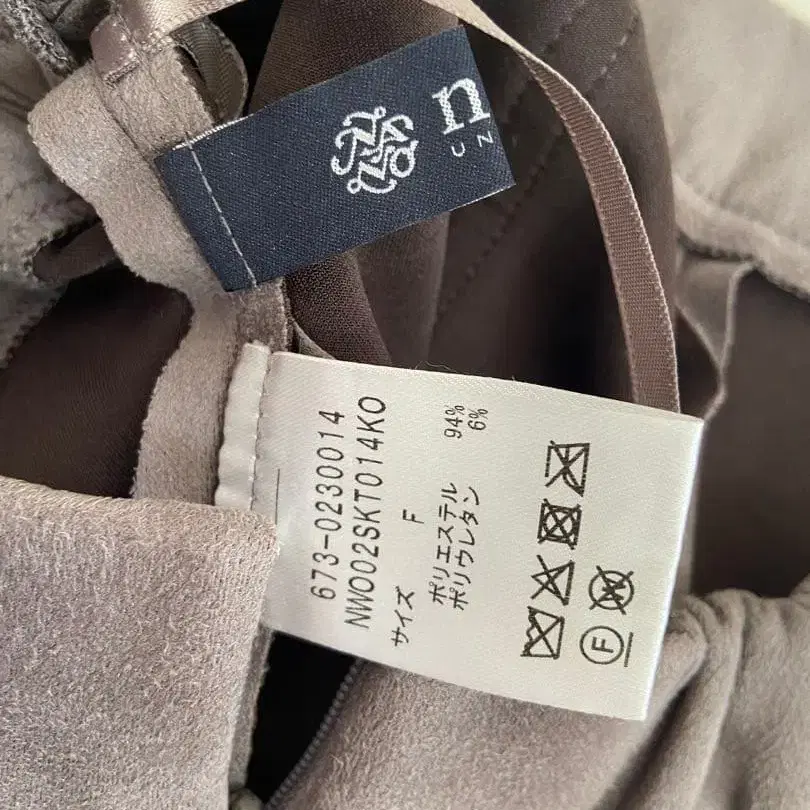 n
CN
673-0230014
NW002SKT014KO
サイズ F
ポリエステル 94%
ポリウレタン 6%
F